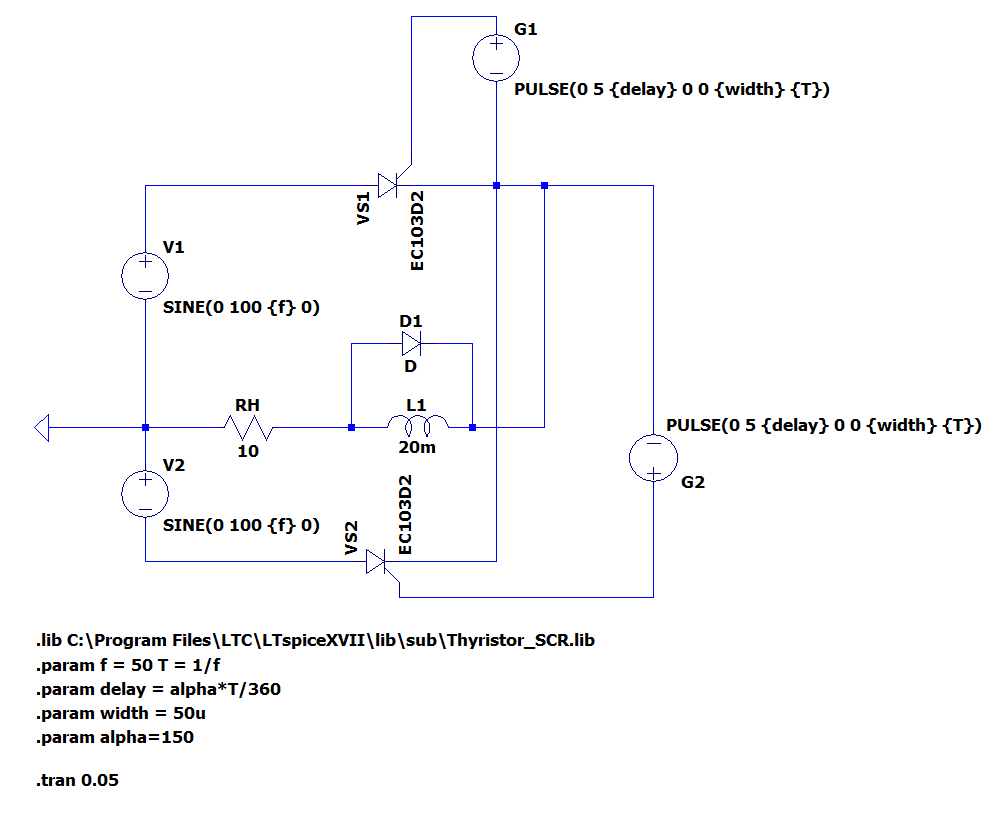 G1
PULSE(0 5 {delay} 0 0 {width} {T})
VS1
EC103D2
V1
SINE(0 100 {f} 0)
D1
D
RH
10
L1
20m
PULSE(0 5 {delay} 0 0 {width} {T})
G2
V2
SINE(0 100 {f} 0)
VS2
EC103D2
.lib C:\Program Files\LTC\LTspiceXVII\lib\sub\Thyristor_SCR.lib
.param f = 50 T = 1/f
.param delay = alpha*T/360
.param width = 50u
.param alpha=150
.tran 0.05